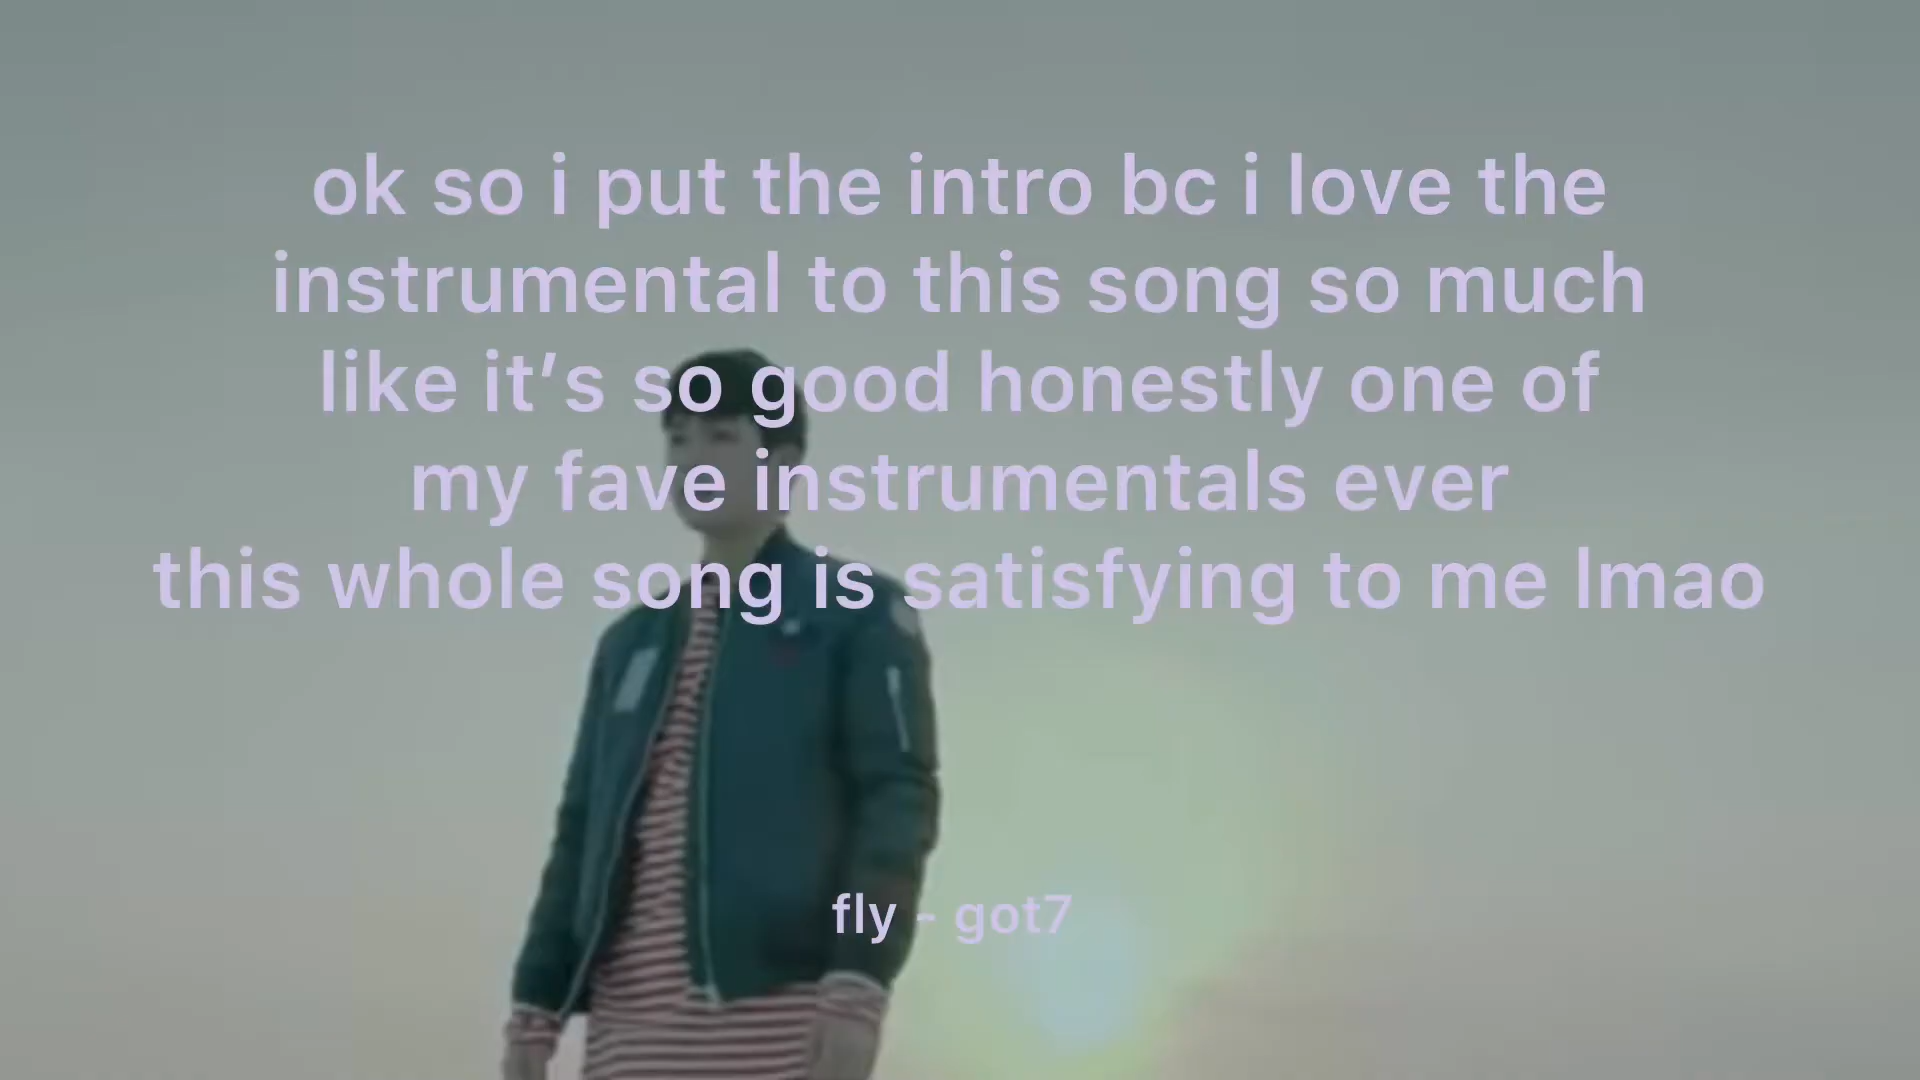 ok so i put the intro bc i love the
instrumental to this song so much
like it’s so good honestly one of
my fave instrumentals ever
this whole song is satisfying to me lmao
fly - got7